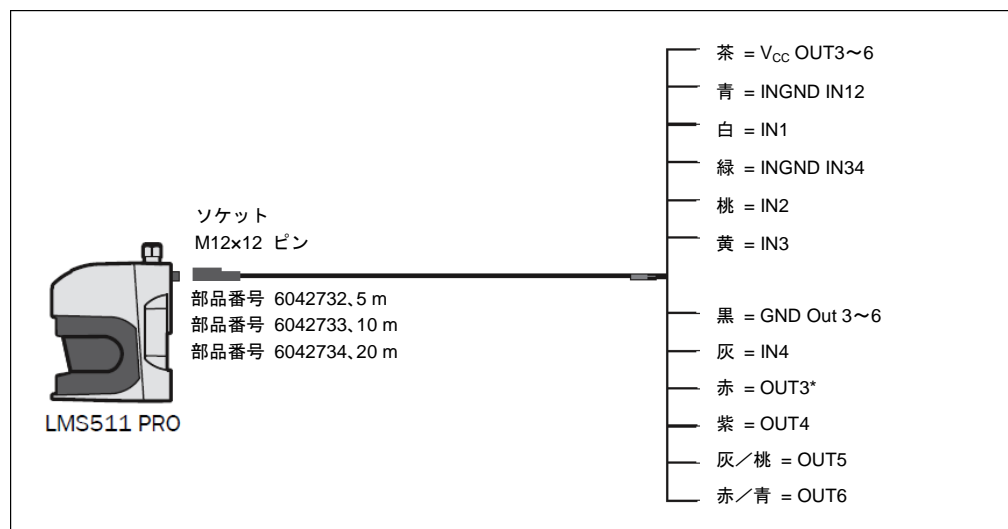 茶 = VCC OUT3～6
青 = INGND IN12
白 = IN1
緑 = INGND IN34
桃 = IN2
黄 = IN3
ソケット
M12×12 ピン
部品番号 6042732、5 m
部品番号 6042733、10 m
部品番号 6042734、20 m
LMS511 PRO
黒 = GND Out 3～6
灰 = IN4
赤 = OUT3*
紫 = OUT4
灰／桃 = OUT5
赤／青 = OUT6